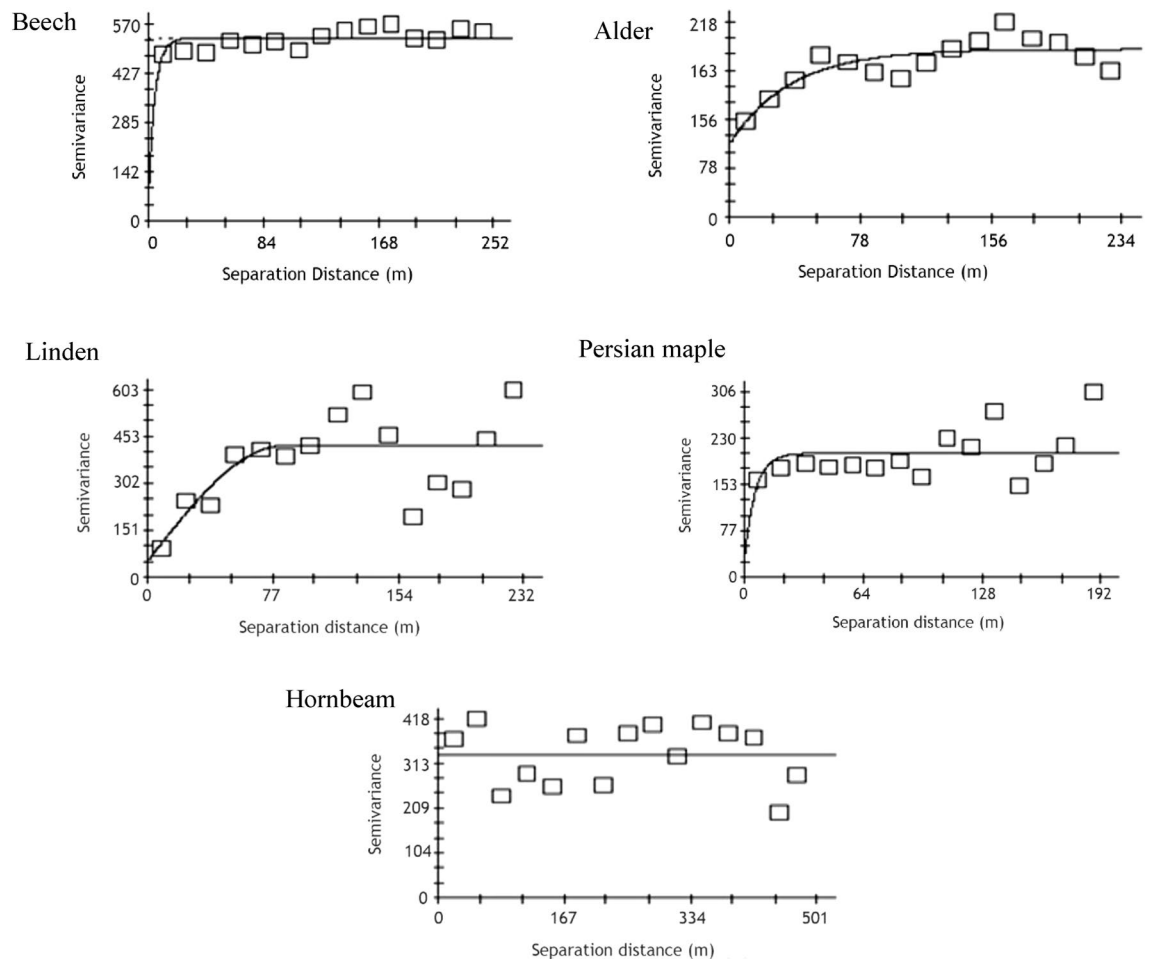 Beech
570
427
285
142
0
Semivariance
0 84 168 252
Separation Distance (m)
Alder
218
163
156
78
0
Semivariance
0 78 156 234
Separation Distance (m)
Linden
603
453
302
151
0
Semivariance
0 77 154 232
Separation distance (m)
Persian maple
306
230
153
77
0
Semivariance
0 64 128 192
Separation distance (m)
Hornbeam
418
313
209
104
0
Semivariance
0 167 334 501
Separation distance (m)